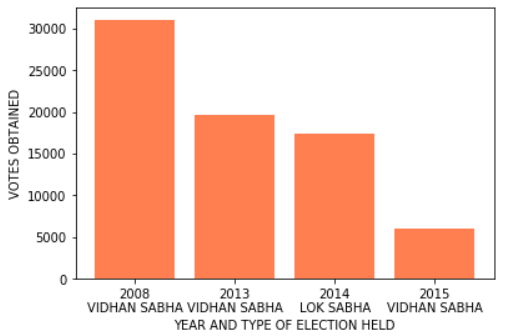 VOTES OBTAINED
30000
25000
20000
15000
10000
5000
0
2008 2013 2014 2015
VIDHAN SABHA VIDHAN SABHA LOK SABHA VIDHAN SABHA
YEAR AND TYPE OF ELECTION HELD